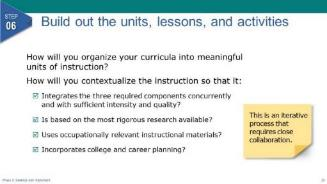 STEP
06
Build out the units, lessons, and activities
How will you organize your curricula into meaningful
units of instruction?
How will you contextualize the instruction so that it:
Integrates the three required components concurrently
and with sufficient intensity and quality?
Is based on the most rigorous research available?
Uses occupationally relevant instructional materials?
Incorporates college and career planning?
This is an iterative
process that
requires close
collaboration.